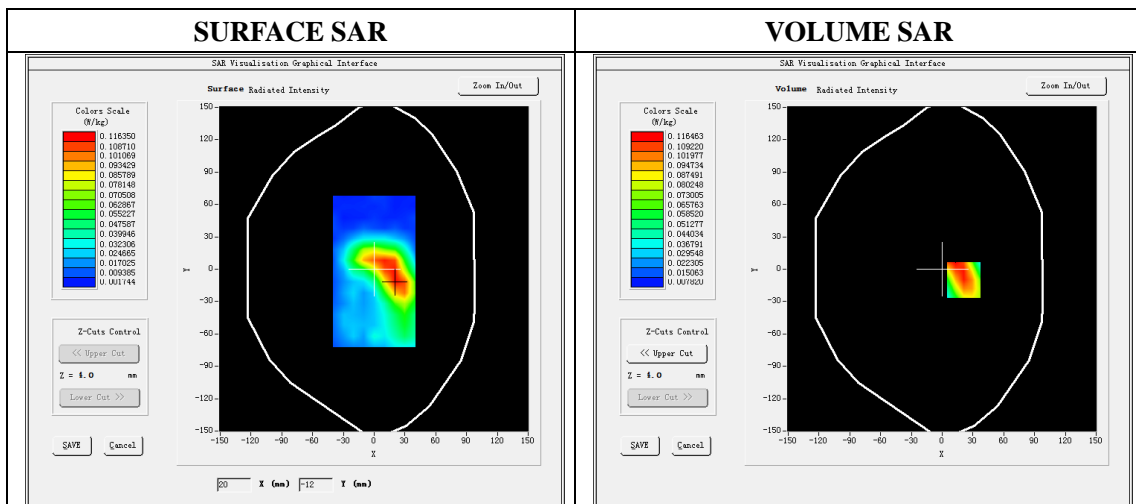 SURFACE SAR
SAR Visualisation Graphical Interface
Surface Radiated Intensity
Zoom In/Out
Colors Scale
(W/kg)
0.116350
0.108710
0.101069
0.093429
0.085789
0.078148
0.070508
0.062867
0.055227
0.047587
0.039946
0.032306
0.024665
0.017025
0.009385
0.001744
150
120
90
60
30
0
-30
-60
-90
-120
-150
Y
-150 -120 -90 -60 -30 0 30 60 90 120 150
X
Z-Cuts Control
<< Upper Cut
Z = 4.0 mm
Lower Cut >>
SAVE Cancel
20 X (mm) -12 Y (mm)
VOLUME SAR
SAR Visualisation Graphical Interface
Volume Radiated Intensity
Zoom In/Out
Colors Scale
(W/kg)
0.116463
0.109220
0.101977
0.094734
0.087491
0.080248
0.073005
0.065763
0.058520
0.051277
0.044034
0.036791
0.029548
0.022305
0.015063
0.007820
150
120
90
60
30
0
-30
-60
-90
-120
-150
Y
-150 -120 -90 -60 -30 0 30 60 90 120 150
X
Z-Cuts Control
<< Upper Cut
Z = 4.0 mm
Lower Cut >>
SAVE Cancel